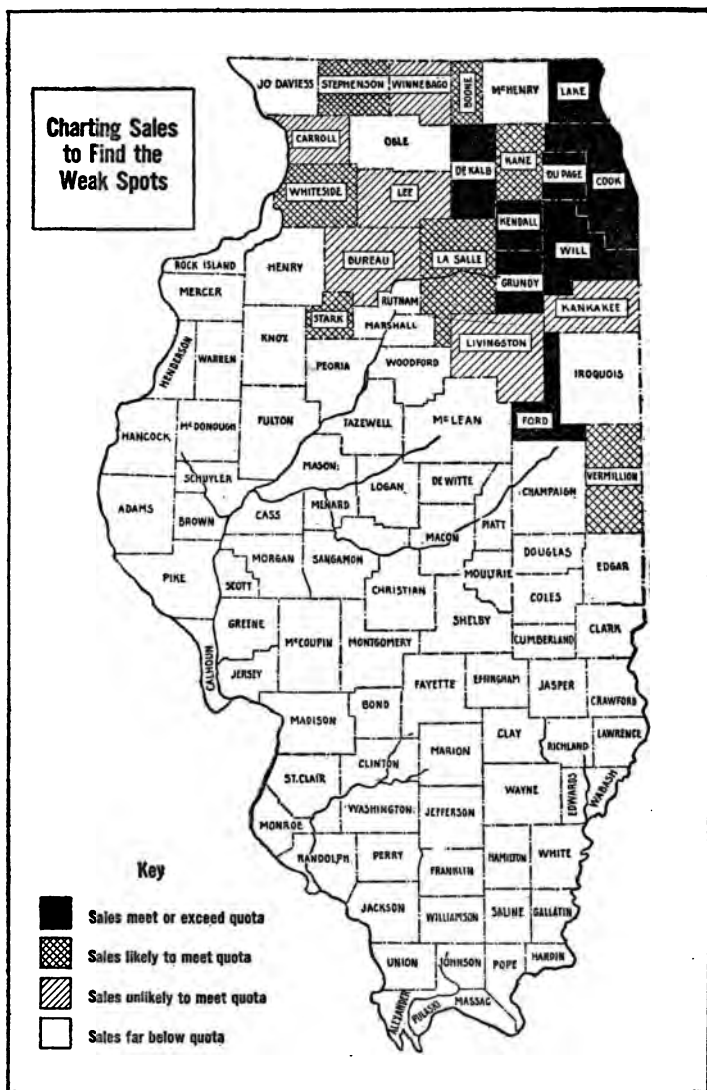 Charting Sales
to Find the
Weak Spots
JO DAVIESS
STEPHENSON
WINNEBAGO
BOONE
McHENRY
LAKE
CARROLL
OGLE
DE KALB
KANE
DU PAGE
COOK
WHITESIDE
LEE
KENDALL
WILL
ROCK ISLAND
HENRY
BUREAU
LA SALLE
GRUNDY
MERCER
STARK
PUTNAM
MARSHALL
KANKAKEE
HENDERSON
WARREN
KNOX
PEORIA
WOODFORD
LIVINGSTON
IROQUOIS
HANCOCK
McDONOUGH
FULTON
TAZEWELL
McLEAN
FORD
SCHUYLER
MASON
LOGAN
DE WITTE
CHAMPAIGN
VERMILLION
ADAMS
BROWN
CASS
MENARD
MACON
PIATT
DOUGLAS
EDGAR
PIKE
SCOTT
MORGAN
SANGAMON
CHRISTIAN
MOULTRIE
COLES
GREENE
McCOUPIN
MONTGOMERY
SHELBY
CUMBERLAND
CLARK
CALHOUN
JERSEY
FAYETTE
EFFINGHAM
JASPER
CRAWFORD
MADISON
BOND
CLAY
RICHLAND
LAWRENCE
ST. CLAIR
CLINTON
MARION
WAYNE
EDWARDS
WABASH
MONROE
WASHINGTON
JEFFERSON
RANDOLPH
PERRY
FRANKLIN
HAMILTON
WHITE
JACKSON
WILLIAMSON
SALINE
GALLATIN
UNION
JOHNSON
POPE
HARDIN
ALEXANDER
PULASKI
MASSAC
Key
Sales meet or exceed quota
Sales likely to meet quota
Sales unlikely to meet quota
Sales far below quota